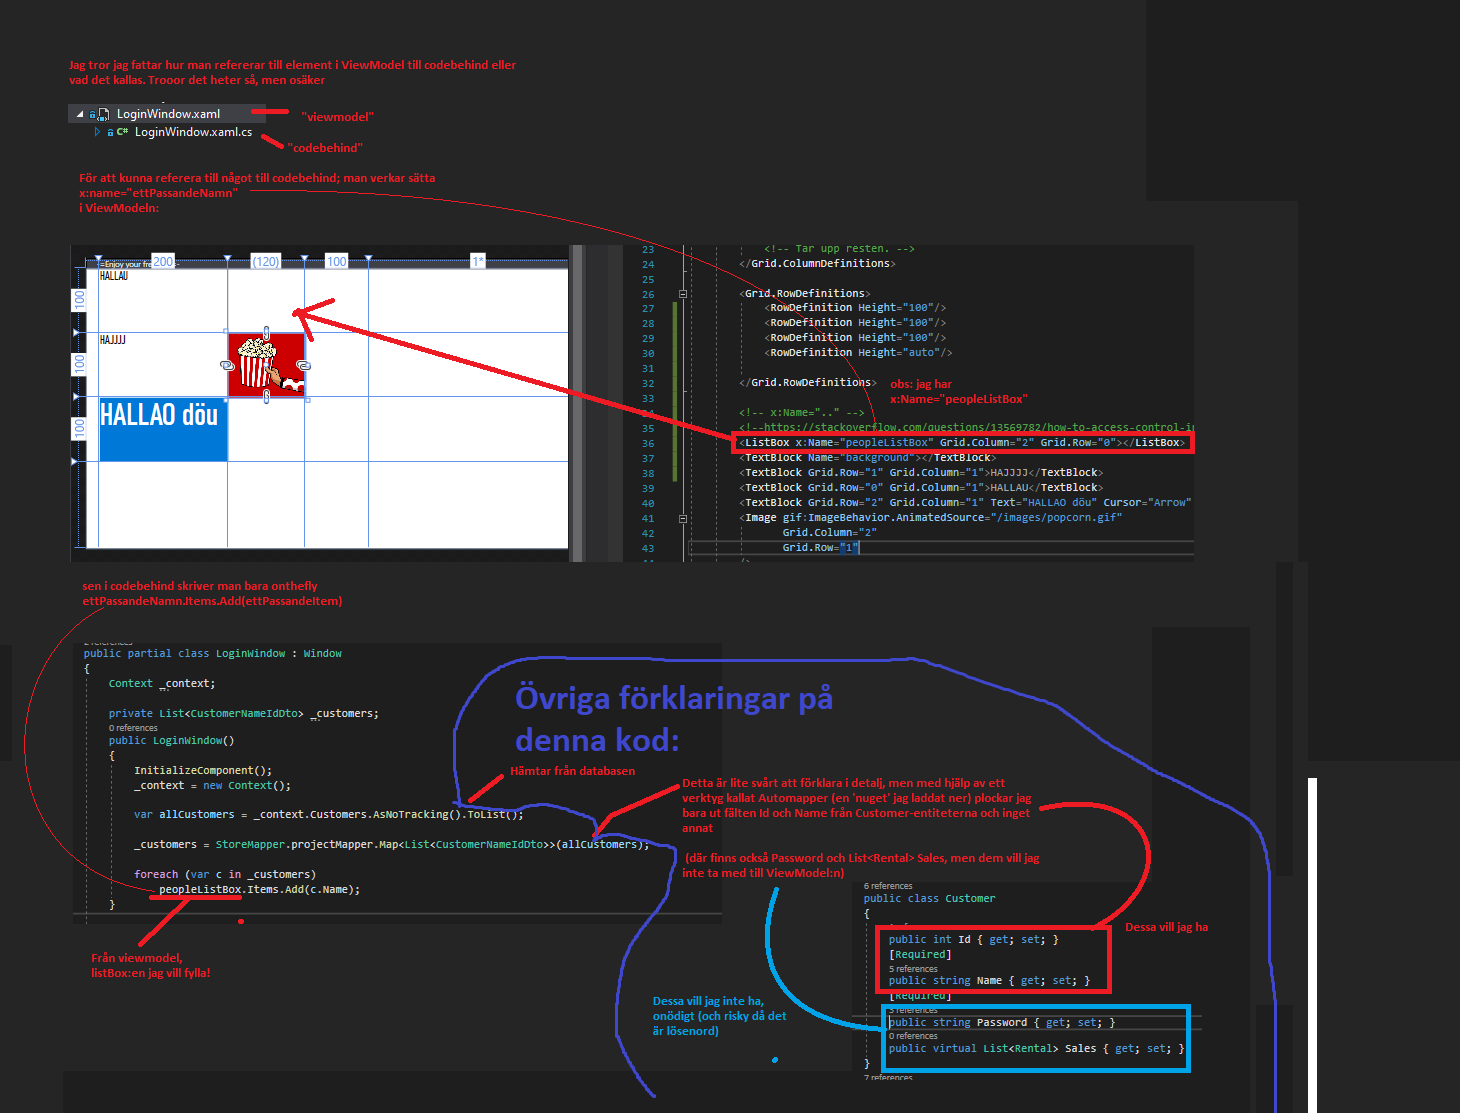 Jag tror jag fattar hur man refererar till element i ViewModel till codebehind eller
vad det kallas. Trooor det heter så, men osäker
LoginWindow.xaml
"viewmodel"
C# LoginWindow.xaml.cs
"codebehind"
För att kunna referera till något till codebehind; man verkar sätta
x:name="ettPassandeNamn"
i ViewModeln:
200 (120) 100 1*
=Enjoy your fre
HALLAU
100
HAJJJJ
100
HALLAO döu
100
23 <!-- Tar upp resten. -->
24 </Grid.ColumnDefinitions>
25
26 <Grid.RowDefinitions>
27 <RowDefinition Height="100"/>
28 <RowDefinition Height="100"/>
29 <RowDefinition Height="100"/>
30 <RowDefinition Height="auto"/>
31
32 </Grid.RowDefinitions>
33
34 <!-- x:Name=".." -->
35 <!--https://stackoverflow.com/questions/13569782/how-to-access-control-i
36 <ListBox x:Name="peopleListBox" Grid.Column="2" Grid.Row="0"></ListBox>
37 <TextBlock Name="background"></TextBlock>
38 <TextBlock Grid.Row="1" Grid.Column="1">HAJJJJ</TextBlock>
39 <TextBlock Grid.Row="0" Grid.Column="1">HALLAU</TextBlock>
40 <TextBlock Grid.Row="2" Grid.Column="1" Text="HALLAO döu" Cursor="Arrow"
41 <Image gif:ImageBehavior.AnimatedSource="/images/popcorn.gif"
42 Grid.Column="2"
43 Grid.Row="1"
obs: jag har
x:Name="peopleListBox"
sen i codebehind skriver man bara onthefly
ettPassandeNamn.Items.Add(ettPassandeItem)
2 references
public partial class LoginWindow : Window
{
Context _context;
private List<CustomerNameIdDto> _customers;
0 references
public LoginWindow()
{
InitializeComponent();
_context = new Context();
var allCustomers = _context.Customers.AsNoTracking().ToList();
_customers = StoreMapper.projectMapper.Map<List<CustomerNameIdDto>>(allCustomers);
foreach (var c in _customers)
peopleListBox.Items.Add(c.Name);
}
Från viewmodel,
listBox:en jag vill fylla!
Övriga förklaringar på
denna kod:
Hämtar från databasen
Detta är lite svårt att förklara i detalj, men med hjälp av ett
verktyg kallat Automapper (en `nuget' jag laddat ner) plockar jag
bara ut fälten Id och Name från Customer-entiteterna och inget
annat
(där finns också Password och List<Rental> Sales, men dem vill jag
inte ta med till ViewModel:n)
6 references
public class Customer
{
public int Id { get; set; }
[Required]
5 references
public string Name { get; set; }
[Required]
3 references
public string Password { get; set; }
0 references
public virtual List<Rental> Sales { get; set; }
}
7 references
Dessa vill jag ha
Dessa vill jag inte ha,
onödigt (och risky då det
är lösenord)